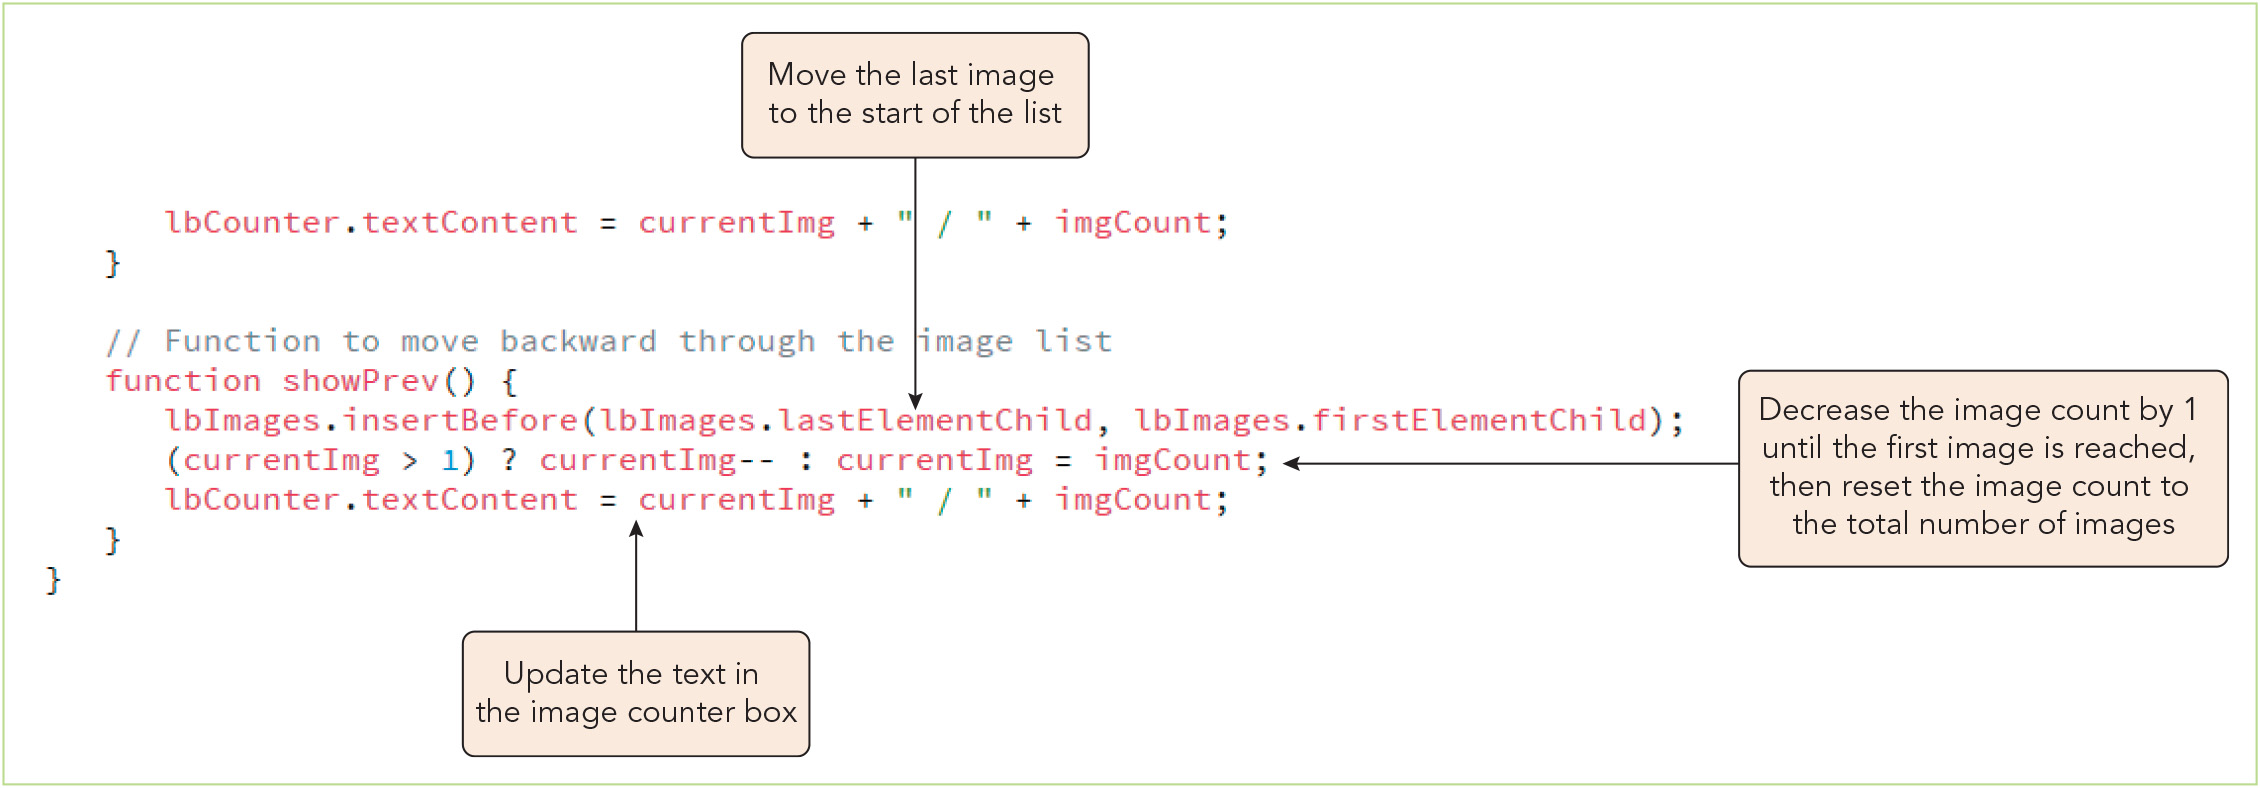 Move the last image
to the start of the list
lbCounter.textContent = currentImg + " / " + imgCount;
}
// Function to move backward through the image list
function showPrev() {
lbImages.insertBefore(lbImages.lastElementChild, lbImages.firstElementChild);
(currentImg > 1) ? currentImg-- : currentImg = imgCount;
lbCounter.textContent = currentImg + " / " + imgCount;
}
}
Decrease the image count by 1
until the first image is reached,
then reset the image count to
the total number of images
Update the text in
the image counter box